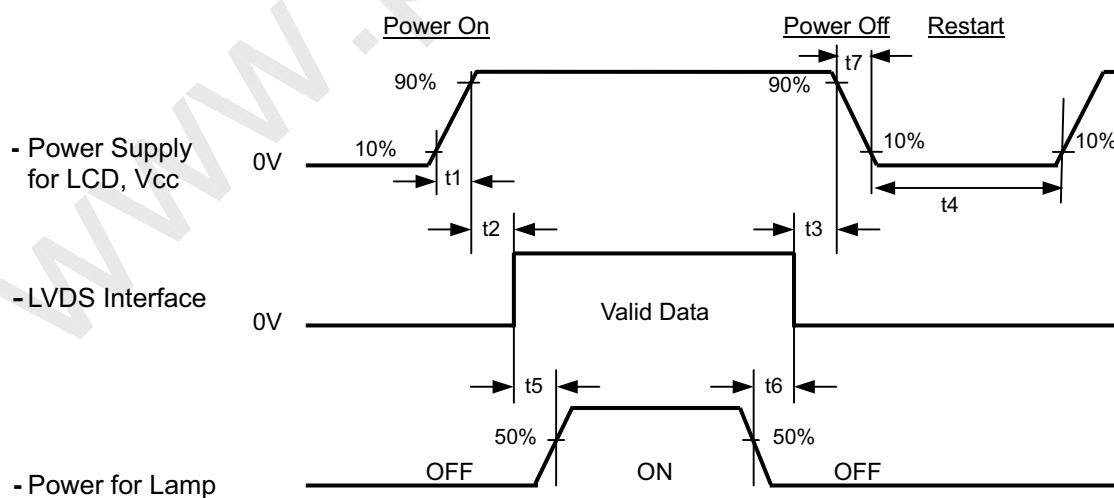 Power On
Power Off
Restart
t7
90%
90%
- Power Supply
for LCD, Vcc
0V
10%
10%
10%
t1
t4
t2
t3
- LVDS Interface
0V
Valid Data
t5
t6
50%
50%
- Power for Lamp
OFF
ON
OFF
www.